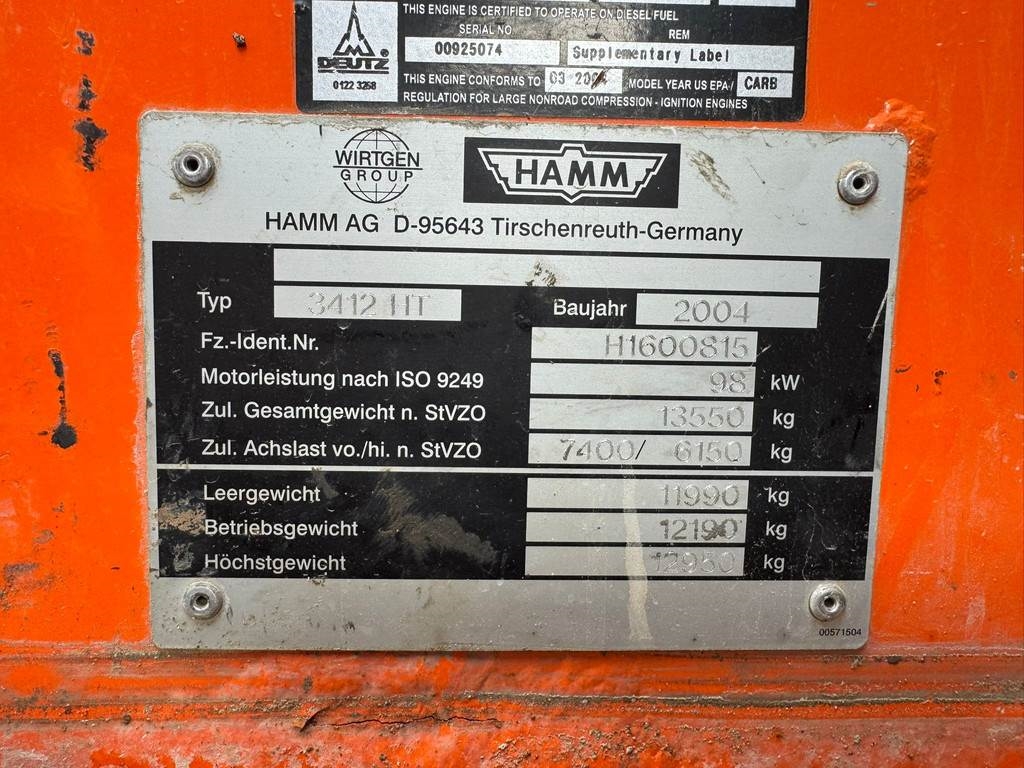 THIS ENGINE IS CERTIFIED TO OPERATE ON DIESEL FUEL
SERIAL NO REM
DEUTZ 00925074 Supplementary Label
0122 3258 THIS ENGINE CONFORMS TO 03 MODEL YEAR US EPA/ CARB
REGULATION FOR LARGE NONROAD COMPRESSION - IGNITION ENGINES
WIRTGEN GROUP
HAMM
HAMM AG D-95643 Tirschenreuth-Germany
Typ 3412 HT Baujahr 2004
Fz.-Ident.Nr. H1600815
Motorleistung nach ISO 9249 98 kW
Zul. Gesamtgewicht n. StVZO 13550 kg
Zul. Achslast vo./hi. n. StVZO 7400/ 6150 kg
Leergewicht 11990 kg
Betriebsgewicht 12190 kg
Höchstgewicht 12950 kg
00571504